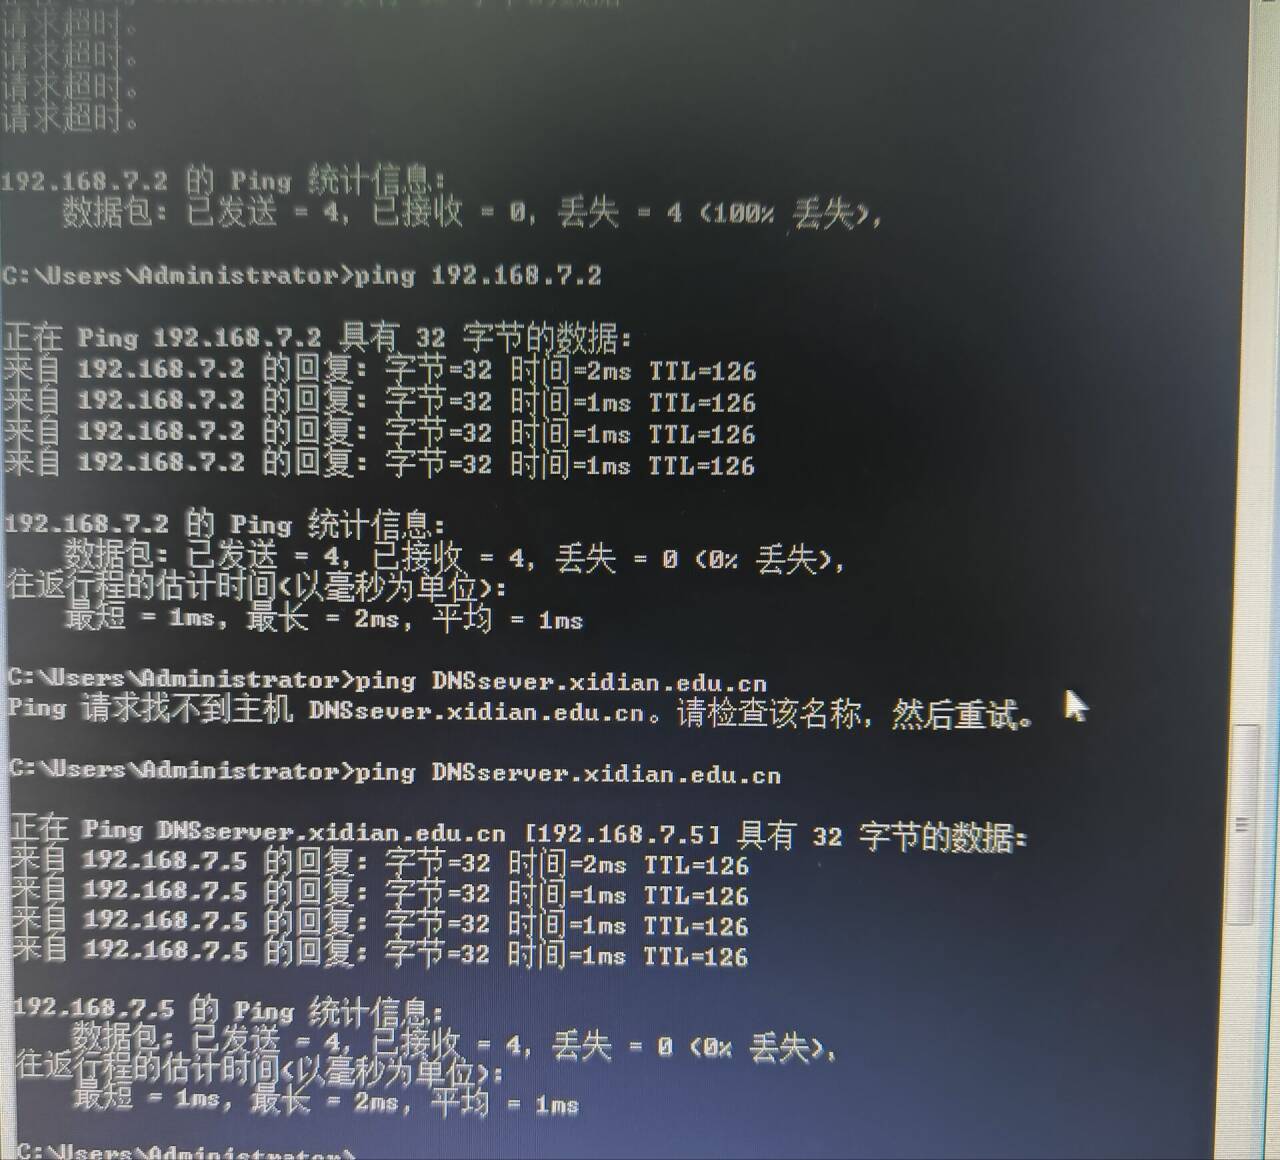 请求超时。
请求超时。
请求超时。
请求超时。
192.168.7.2 的 Ping 统计信息:
数据包: 已发送 = 4, 已接收 = 0, 丢失 = 4 (100% 丢失),
C:\Users\Administrator>ping 192.168.7.2
正在 Ping 192.168.7.2 具有 32 字节的数据:
来自 192.168.7.2 的回复: 字节=32 时间=2ms TTL=126
来自 192.168.7.2 的回复: 字节=32 时间=1ms TTL=126
来自 192.168.7.2 的回复: 字节=32 时间=1ms TTL=126
来自 192.168.7.2 的回复: 字节=32 时间=1ms TTL=126
192.168.7.2 的 Ping 统计信息:
数据包: 已发送 = 4, 已接收 = 4, 丢失 = 0 (0% 丢失),
往返行程的估计时间(以毫秒为单位):
最短 = 1ms, 最长 = 2ms, 平均 = 1ms
C:\Users\Administrator>ping DNSsever.xidian.edu.cn
Ping 请求找不到主机 DNSsever.xidian.edu.cn。请检查该名称, 然后重试。
C:\Users\Administrator>ping DNSserver.xidian.edu.cn
正在 Ping DNSserver.xidian.edu.cn [192.168.7.5] 具有 32 字节的数据:
来自 192.168.7.5 的回复: 字节=32 时间=2ms TTL=126
来自 192.168.7.5 的回复: 字节=32 时间=1ms TTL=126
来自 192.168.7.5 的回复: 字节=32 时间=1ms TTL=126
来自 192.168.7.5 的回复: 字节=32 时间=1ms TTL=126
192.168.7.5 的 Ping 统计信息:
数据包: 已发送 = 4, 已接收 = 4, 丢失 = 0 (0% 丢失),
往返行程的估计时间(以毫秒为单位):
最短 = 1ms, 最长 = 2ms, 平均 = 1ms
C:\Users\Administrator>